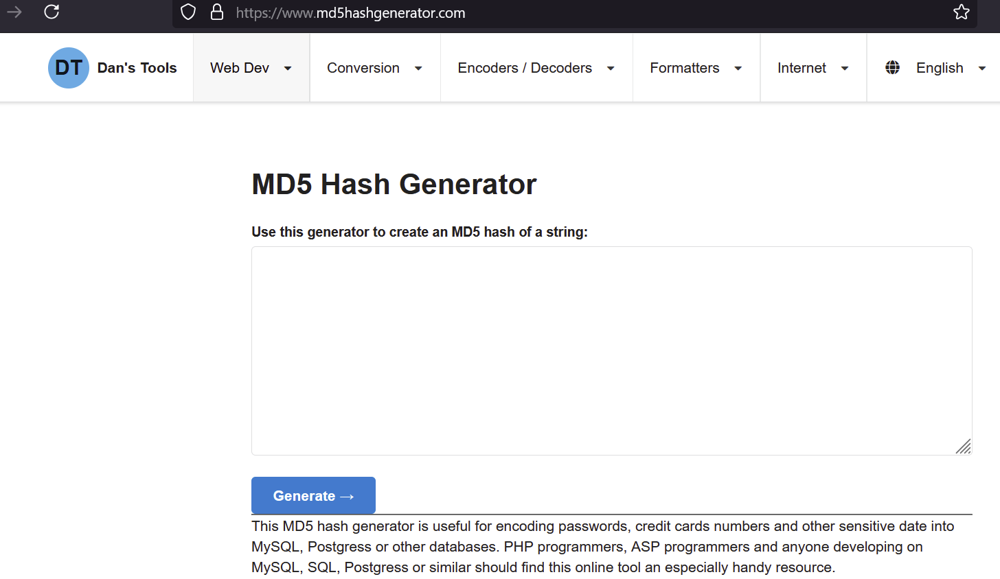 https://www.md5hashgenerator.com
DT Dan's Tools Web Dev Conversion Encoders / Decoders Formatters Internet English
MD5 Hash Generator
Use this generator to create an MD5 hash of a string:
Generate →
This MD5 hash generator is useful for encoding passwords, credit cards numbers and other sensitive date into
MySQL, Postgress or other databases. PHP programmers, ASP programmers and anyone developing on
MySQL, SQL, Postgress or similar should find this online tool an especially handy resource.